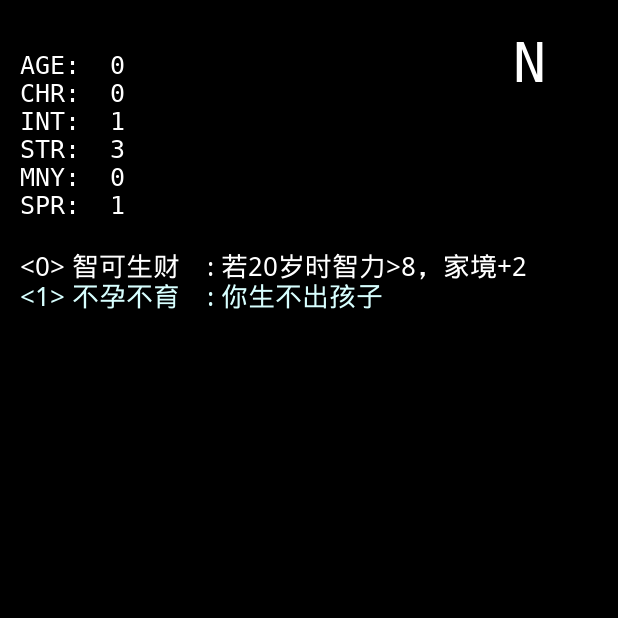 N
AGE: 0
CHR: 0
INT: 1
STR: 3
MNY: 0
SPR: 1
<0> 智可生财 :若20岁时智力>8，家境+2
<1> 不孕不育 :你生不出孩子